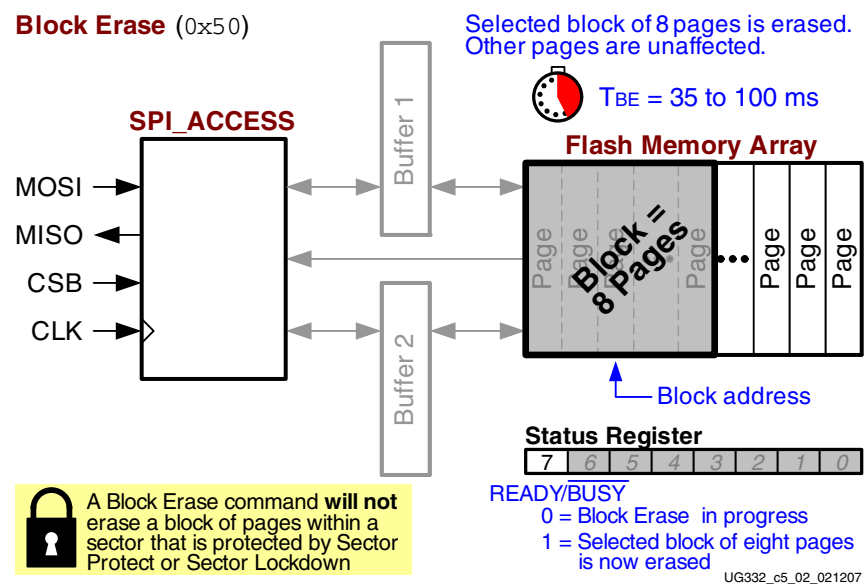 Block Erase (0x50)
Selected block of 8 pages is erased.
Other pages are unaffected.
TBE = 35 to 100 ms
SPI_ACCESS
Flash Memory Array
MOSI
MISO
CSB
CLK
Buffer 1
Buffer 2
Page
Page
Page
Page
Block =
8 Pages
•••
Page
Page
Page
Block address
Status Register
7 6 5 4 3 2 1 0
READY/BUSY
0 = Block Erase in progress
1 = Selected block of eight pages
is now erased
A Block Erase command will not
erase a block of pages within a
sector that is protected by Sector
Protect or Sector Lockdown
UG332_c5_02_021207